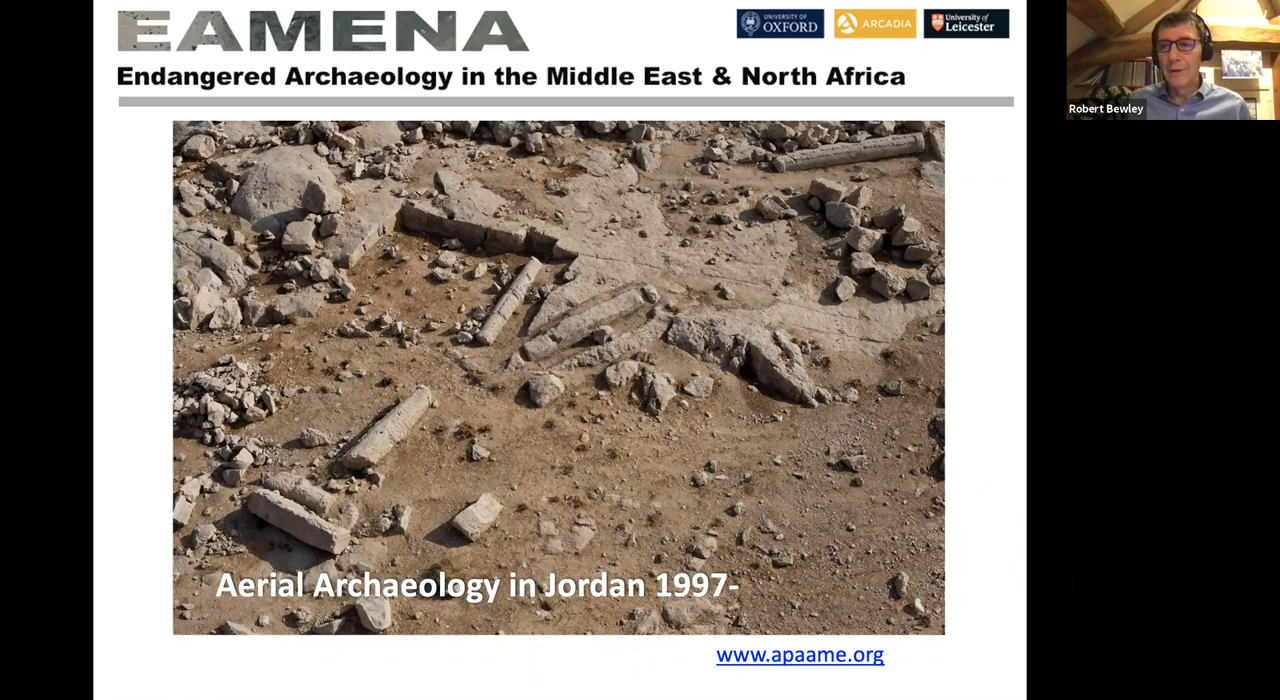 EAMENA
UNIVERSITY OF
OXFORD
ARCADIA
University of
Leicester
Endangered Archaeology in the Middle East & North Africa
Robert Bewley
Aerial Archaeology in Jordan 1997-
www.apaame.org